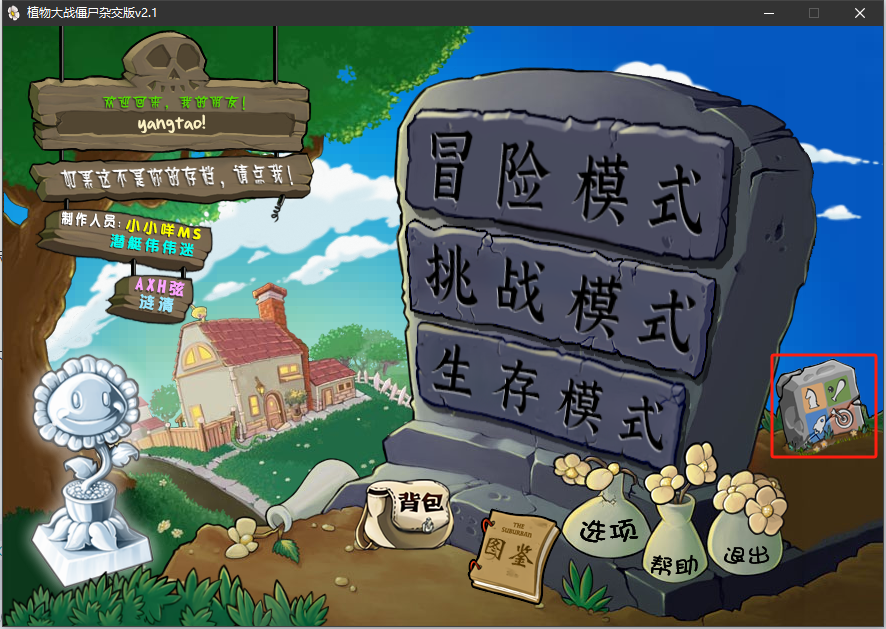 植物大战僵尸杂交版v2.1
欢迎回来，我的朋友！
yangtao!
如果这不是你的存档，请点我！
制作人员:小小咩MS
潜艇伟伟迷
AXH弦
涟漪
冒险模式
挑战模式
生存模式
背包
THE
SUBURBAN
图鉴
选项
帮助
退出